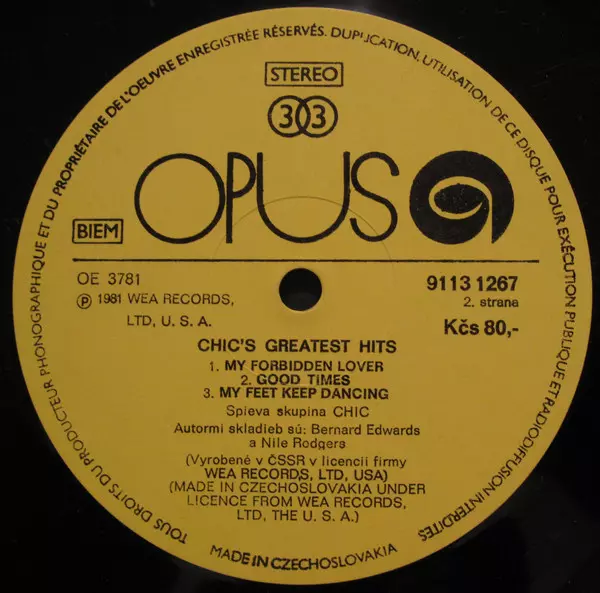 TOUS DROITS DU PRODUCTEUR PHONOGRAPHIQUE ET DU PROPRIÉTAIRE DE L'OEUVRE ENREGISTRÉE RÉSERVÉS. DUPLICATION, UTILISATION DE CE DISQUE POUR EXÉCUTION PUBLIQUE ET RADIODIFFUSION INTERDITES
STEREO
33
OPUS
BIEM
OE 3781
℗ 1981 WEA RECORDS,
LTD, U. S. A.
9113 1267
2. strana
Kčs 80,-
CHIC'S GREATEST HITS
1. MY FORBIDDEN LOVER
2. GOOD TIMES
3. MY FEET KEEP DANCING
Spieva skupina CHIC
Autormi skladieb sú: Bernard Edwards
a Nile Rodgers
(Vyrobené v ČSSR v licencii firmy
WEA RECORDS, LTD, USA)
(MADE IN CZECHOSLOVAKIA UNDER
LICENCE FROM WEA RECORDS,
LTD, THE U. S. A.)
MADE IN CZECHOSLOVAKIA